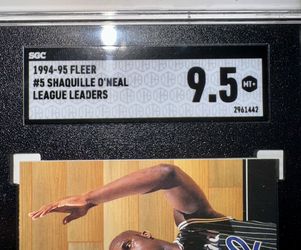 SGC
1994-95 FLEER
#5 SHAQUILLE O'NEAL
LEAGUE LEADERS
9.5
MT+
2961442